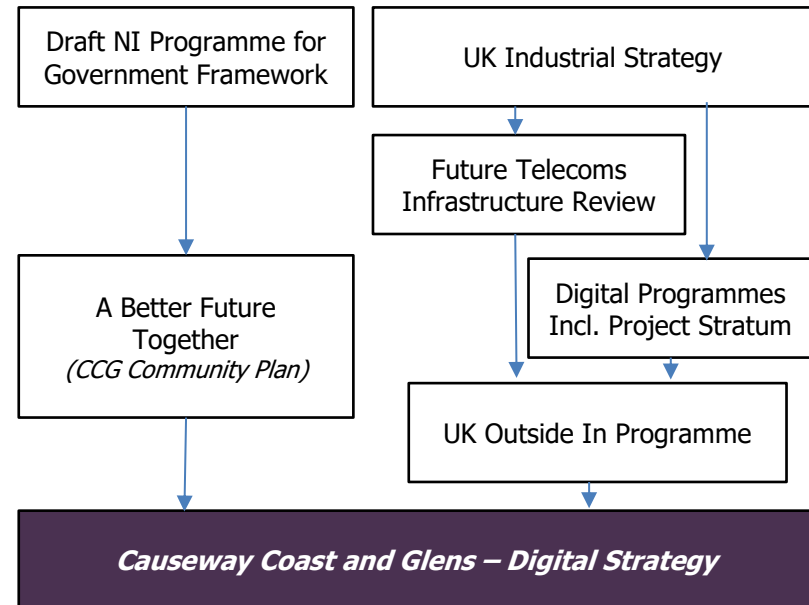 Draft NI Programme for
Government Framework
UK Industrial Strategy
Future Telecoms
Infrastructure Review
A Better Future
Together
(CCG Community Plan)
Digital Programmes
Incl. Project Stratum
UK Outside In Programme
Causeway Coast and Glens – Digital Strategy